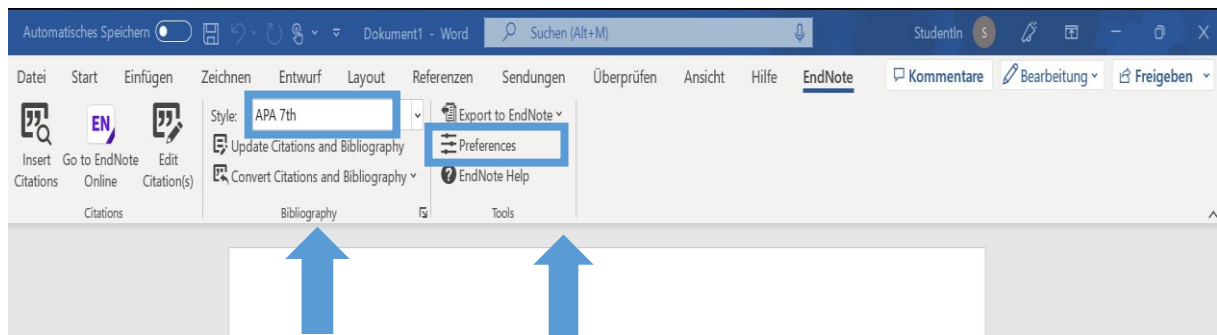 Automatisches Speichern Dokument1 - Word Suchen (Alt+M) StudentIn S
Datei Start Einfügen Zeichnen Entwurf Layout Referenzen Sendungen Überprüfen Ansicht Hilfe EndNote Kommentare Bearbeitung Freigeben
Style: APA 7th Export to EndNote
EN Update Citations and Bibliography Preferences
Insert Go to EndNote Edit Convert Citations and Bibliography EndNote Help
Citations Online Citation(s)
Citations Bibliography Tools